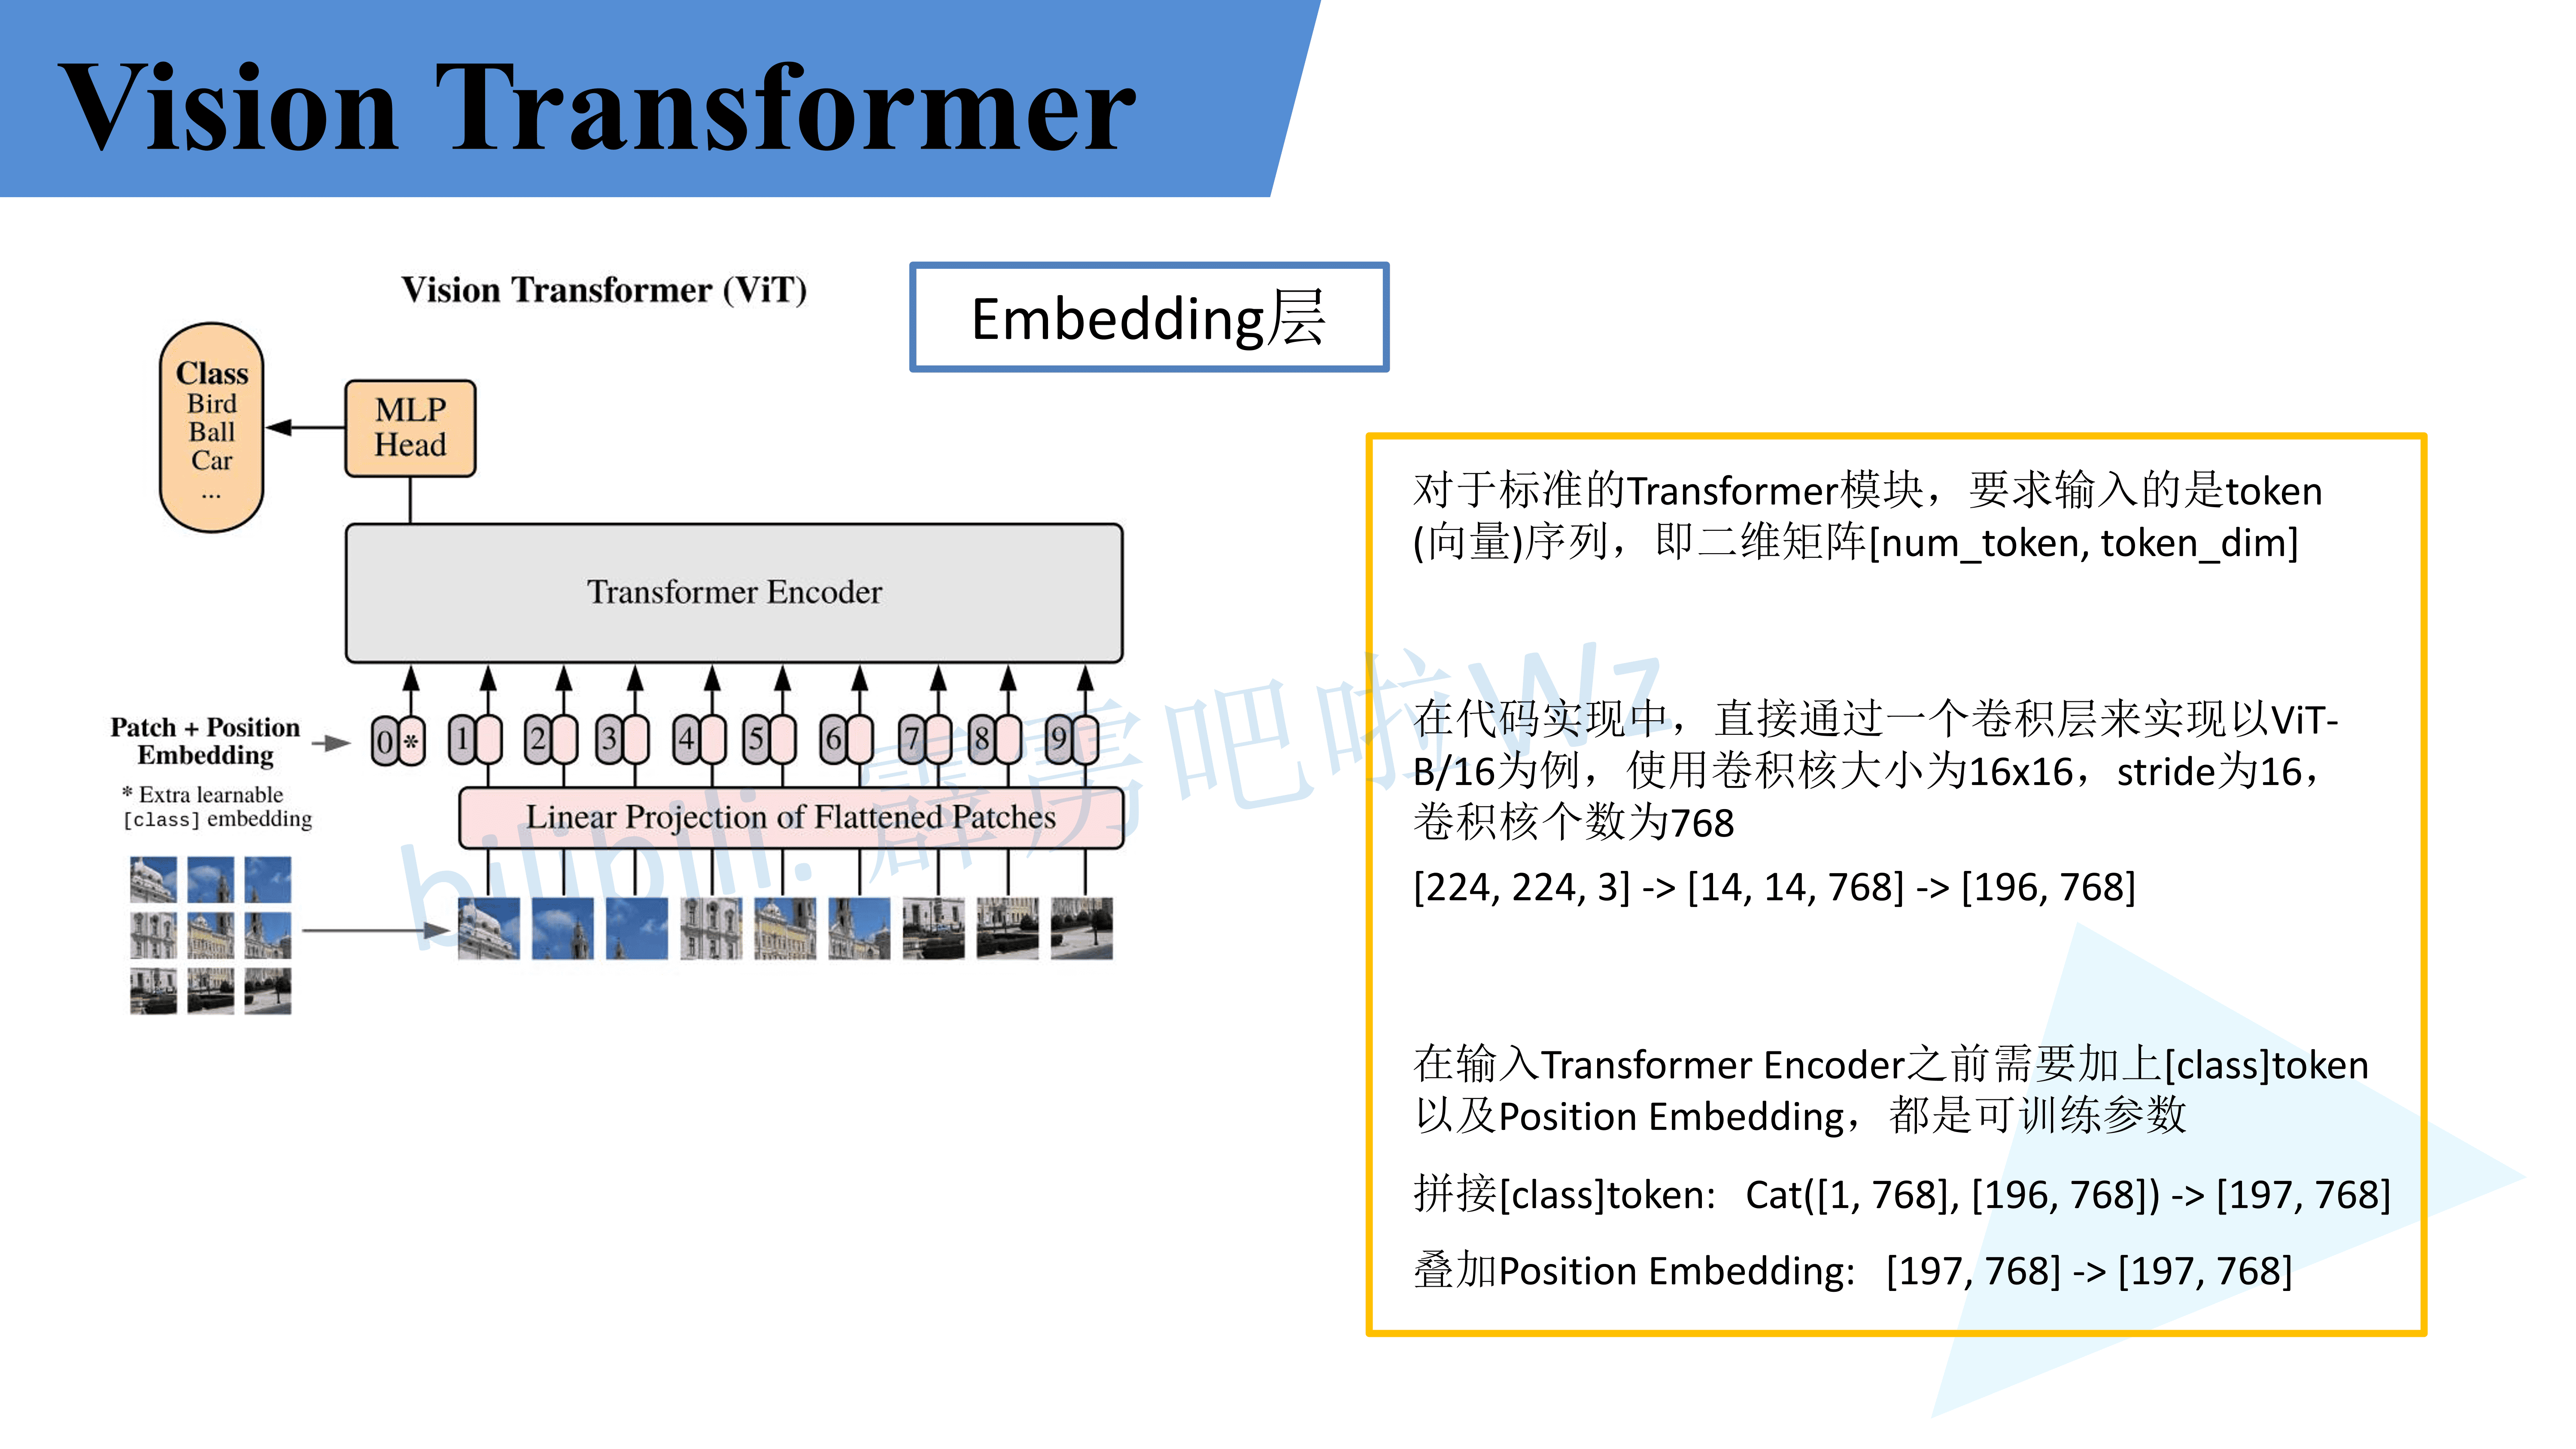 Vision Transformer
Vision Transformer (ViT)
Embedding层
Class
Bird
Ball
Car
...
MLP
Head
Transformer Encoder
Patch + Position
Embedding
* Extra learnable
[class] embedding
0 * 1 2 3 4 5 6 7 8 9
Linear Projection of Flattened Patches
bilibili: 霹雳吧啦Wz
对于标准的Transformer模块，要求输入的是token
(向量)序列，即二维矩阵[num_token, token_dim]
在代码实现中，直接通过一个卷积层来实现以ViT-
B/16为例，使用卷积核大小为16x16，stride为16，
卷积核个数为768
[224, 224, 3] -> [14, 14, 768] -> [196, 768]
在输入Transformer Encoder之前需要加上[class]token
以及Position Embedding，都是可训练参数
拼接[class]token: Cat([1, 768], [196, 768]) -> [197, 768]
叠加Position Embedding: [197, 768] -> [197, 768]